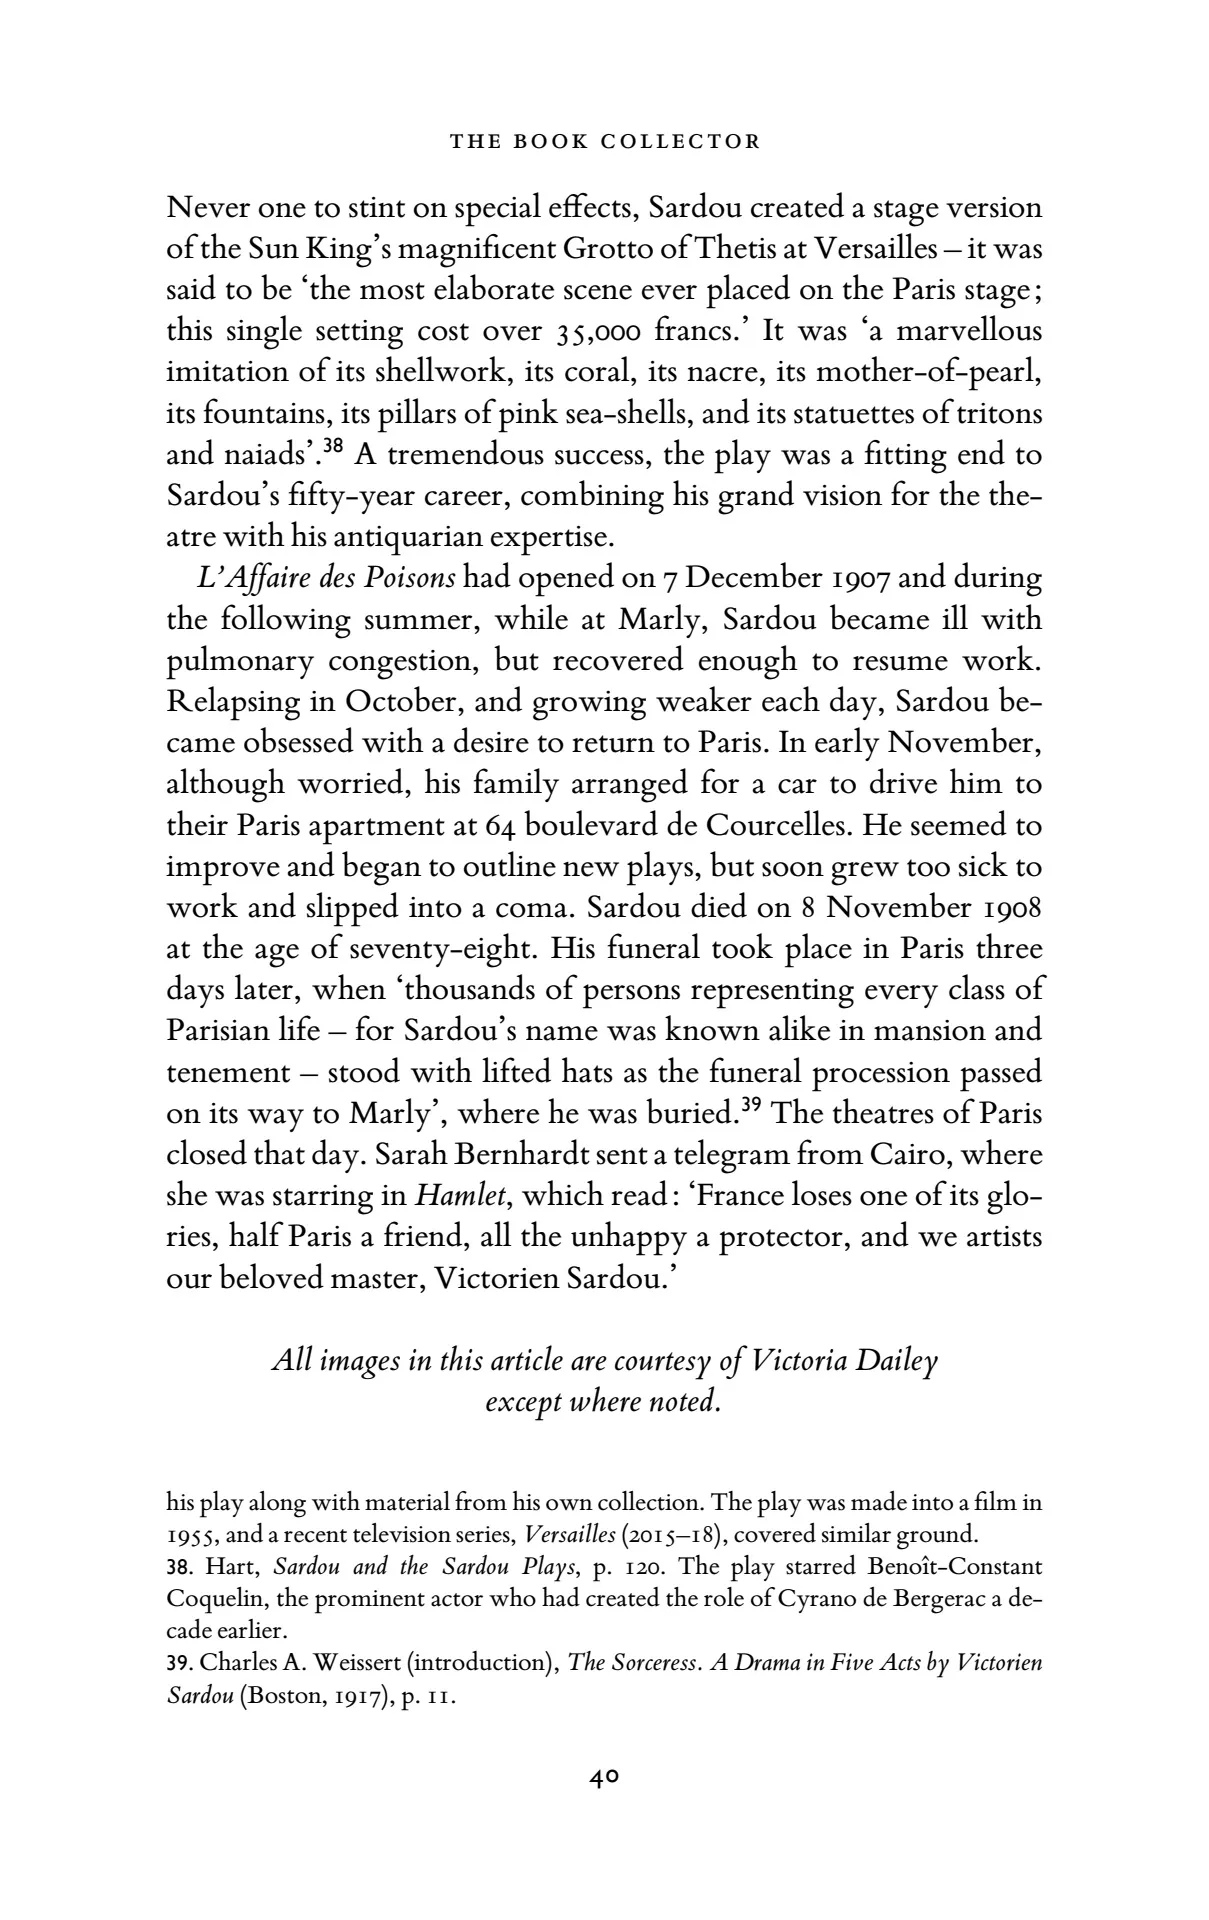 THE BOOK COLLECTOR
Never one to stint on special effects, Sardou created a stage version
of the Sun King’s magnificent Grotto of Thetis at Versailles – it was
said to be ‘the most elaborate scene ever placed on the Paris stage;
this single setting cost over 35,000 francs.’ It was ‘a marvellous
imitation of its shellwork, its coral, its nacre, its mother-of-pearl,
its fountains, its pillars of pink sea-shells, and its statuettes of tritons
and naiads’.38 A tremendous success, the play was a fitting end to
Sardou’s fifty-year career, combining his grand vision for the the-
atre with his antiquarian expertise.
L’Affaire des Poisons had opened on 7 December 1907 and during
the following summer, while at Marly, Sardou became ill with
pulmonary congestion, but recovered enough to resume work.
Relapsing in October, and growing weaker each day, Sardou be-
came obsessed with a desire to return to Paris. In early November,
although worried, his family arranged for a car to drive him to
their Paris apartment at 64 boulevard de Courcelles. He seemed to
improve and began to outline new plays, but soon grew too sick to
work and slipped into a coma. Sardou died on 8 November 1908
at the age of seventy-eight. His funeral took place in Paris three
days later, when ‘thousands of persons representing every class of
Parisian life – for Sardou’s name was known alike in mansion and
tenement – stood with lifted hats as the funeral procession passed
on its way to Marly’, where he was buried.39 The theatres of Paris
closed that day. Sarah Bernhardt sent a telegram from Cairo, where
she was starring in Hamlet, which read: ‘France loses one of its glo-
ries, half Paris a friend, all the unhappy a protector, and we artists
our beloved master, Victorien Sardou.’
All images in this article are courtesy of Victoria Dailey
except where noted.
his play along with material from his own collection. The play was made into a film in
1955, and a recent television series, Versailles (2015–18), covered similar ground.
38. Hart, Sardou and the Sardou Plays, p. 120. The play starred Benoît-Constant
Coquelin, the prominent actor who had created the role of Cyrano de Bergerac a de-
cade earlier.
39. Charles A. Weissert (introduction), The Sorceress. A Drama in Five Acts by Victorien
Sardou (Boston, 1917), p. 11.
40